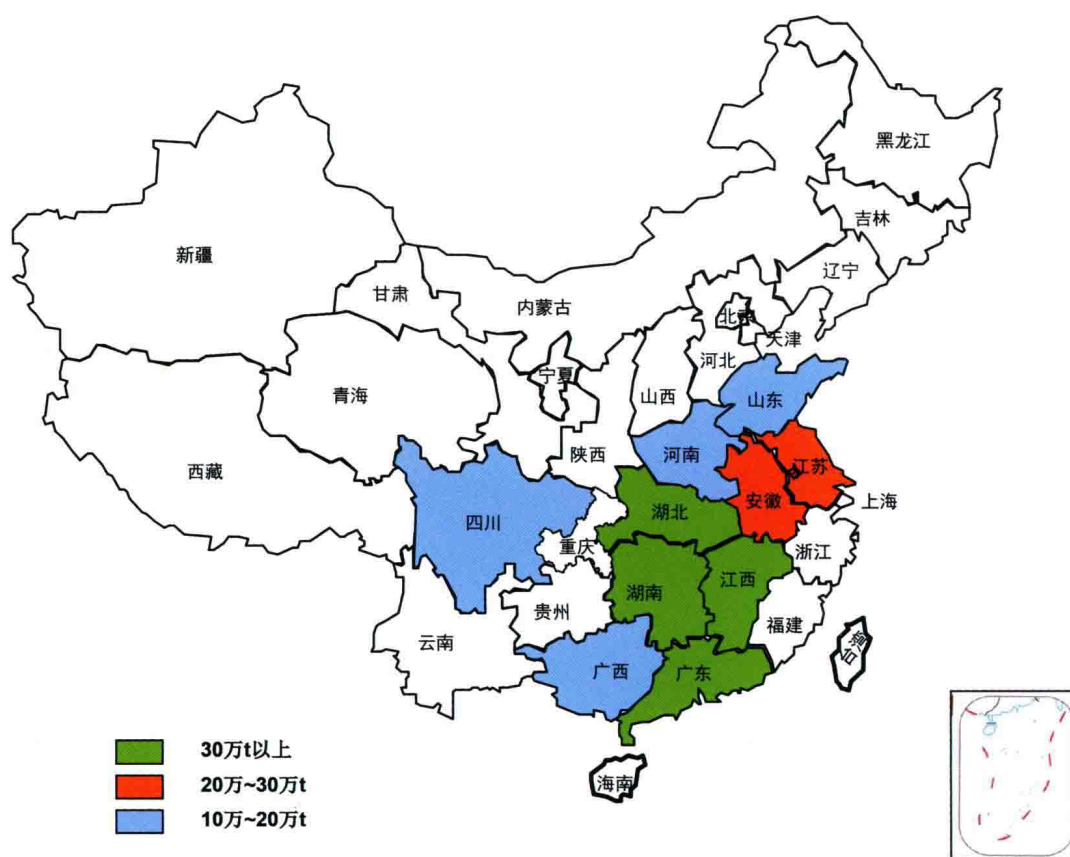 黑龙江
吉林
辽宁
新疆
甘肃
内蒙古
北京
天津
河北
宁夏
山西
山东
青海
陕西
河南
西藏
江苏
安徽
上海
四川
湖北
重庆
浙江
江西
湖南
贵州
福建
云南
台湾
广西
广东
海南
30万t以上
20万~30万t
10万~20万t